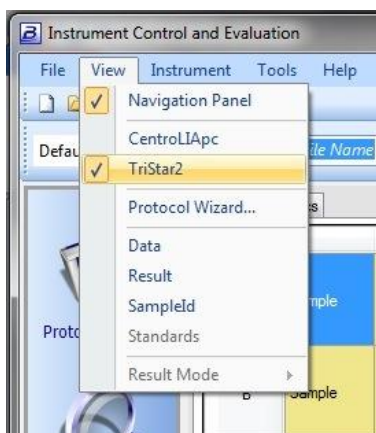 Instrument Control and Evaluation
File View Instrument Tools Help
Navigation Panel
CentroLIApc
Defau
ile Name
TriStar2
Protocol Wizard...
s
Data
Result
mple
SampleId
Proto
Standards
Result Mode
B
Sample